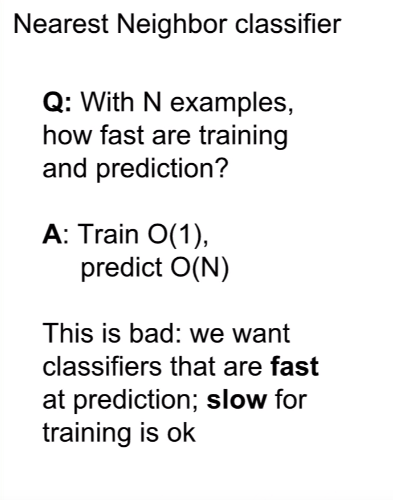 Nearest Neighbor classifier
Q: With N examples,
how fast are training
and prediction?
A: Train O(1),
predict O(N)
This is bad: we want
classifiers that are fast
at prediction; slow for
training is ok